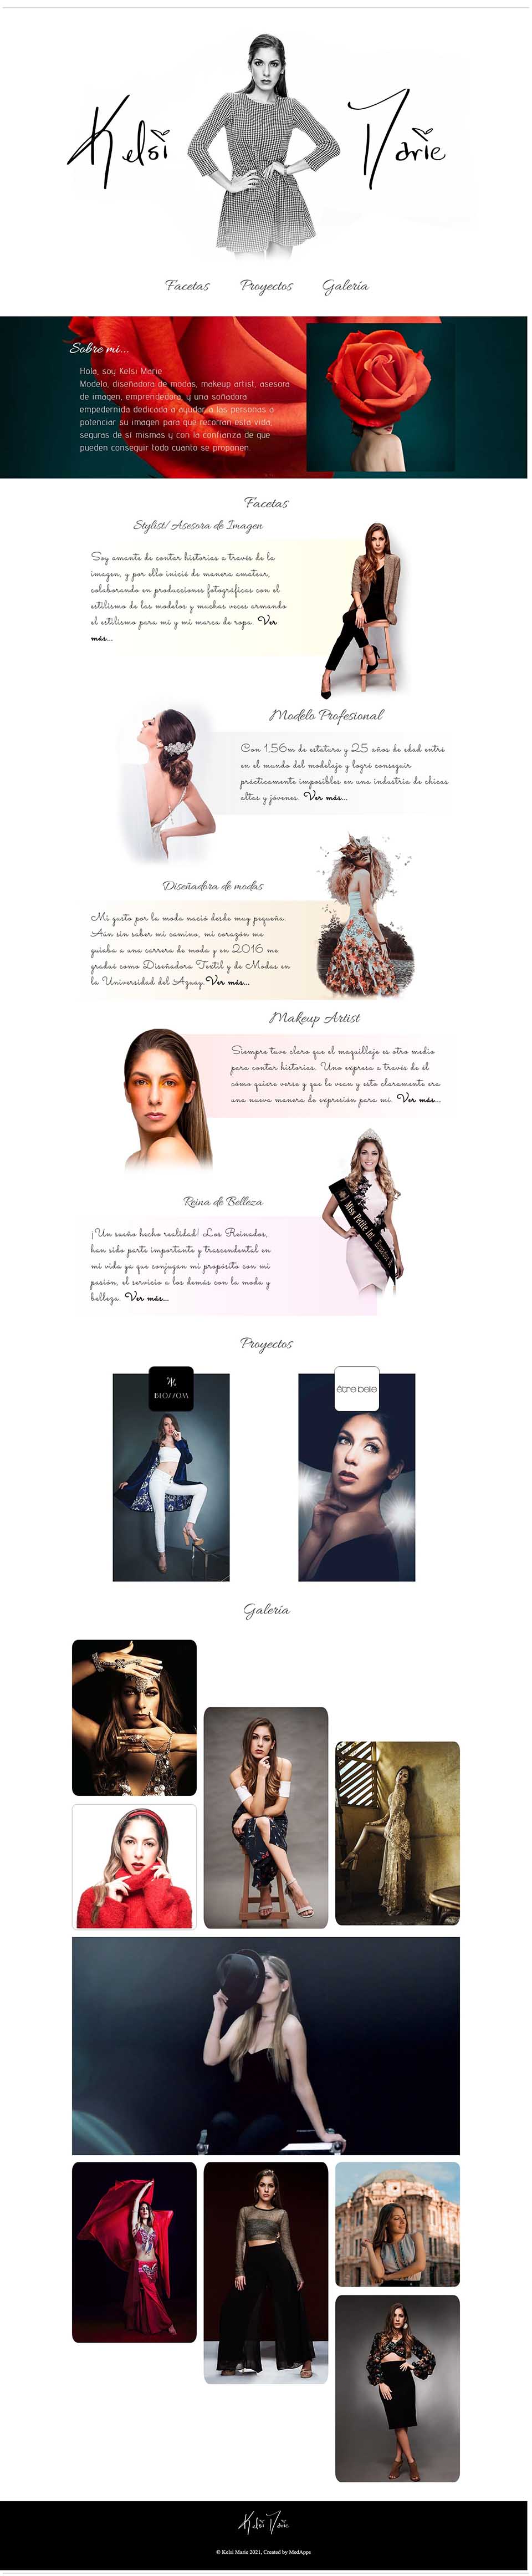 Kelsi Marie
Facetas Proyectos Galería
Sobre mi...
Hola, soy Kelsi Marie
Modelo, diseñadora de modas, makeup artist, asesora
de imagen, emprendedora, y una soñadora
empedernida dedicada a ayudar a las personas a
potenciar su imagen para que recorran esta vida,
seguras de sí mismas y con la confianza de que
pueden conseguir todo cuanto se proponen.
Facetas
Stylist/Asesora de Imagen
Soy amante de contar historias a través de la
imagen, y por ello inicié de manera amateur,
colaborando en producciones fotográficas con el
estilismo de las modelos y muchas veces armando
el estilismo para mi y mi marca de ropa. Ver
más...
Modelo Profesional
Con 1,56m de estatura y 25 años de edad entré
en el mundo del modelaje y logré conseguir
prácticamente imposibles en una industria de chicas
altas y jóvenes. Ver más...
Diseñadora de modas
Mi gusto por la moda nació desde muy pequeña.
Aún sin saber mi camino, mi corazón me
guiaba a una carrera de moda y en 2016 me
gradué como Diseñadora Textil y de Modas en
la Universidad del Azuay. Ver más...
Makeup Artist
Siempre tuve claro que el maquillaje es otro medio
para contar historias. Uno expresa a través de él
cómo quiere verse y que lo vean y esto claramente era
una nueva manera de expresión para mí. Ver más...
Reina de Belleza
Miss Petite Int.
¡Un sueño hecho realidad! Los Reinados,
han sido parte importante y trascendental en
mi vida ya que conjugan mi propósito con mi
pasión, el servicio a los demás con la moda y
belleza. Ver más...
Proyectos
BLOSSOM
être belle
Galería
Kelsi Marie
© Kelsi Marie 2021, Created by MedApps